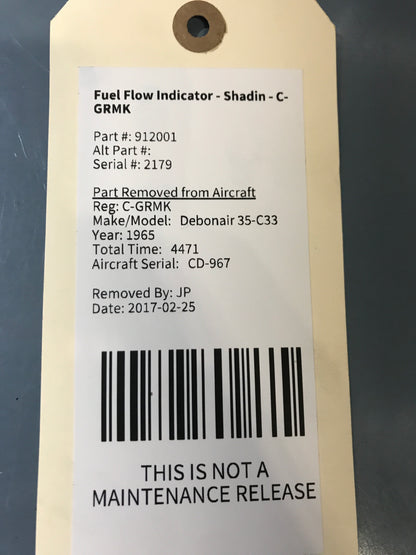 Fuel Flow Indicator - Shadin - C-
GRMK
Part #: 912001
Alt Part #:
Serial #: 2179
Part Removed from Aircraft
Reg: C-GRMK
Make/Model: Debonair 35-C33
Year: 1965
Total Time: 4471
Aircraft Serial: CD-967
Removed By: JP
Date: 2017-02-25
THIS IS NOT A
MAINTENANCE RELEASE